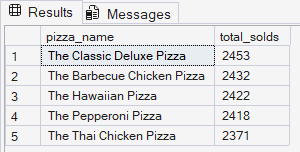 Results Messages
pizza_name total_solds
1 The Classic Deluxe Pizza 2453
2 The Barbecue Chicken Pizza 2432
3 The Hawaiian Pizza 2422
4 The Pepperoni Pizza 2418
5 The Thai Chicken Pizza 2371